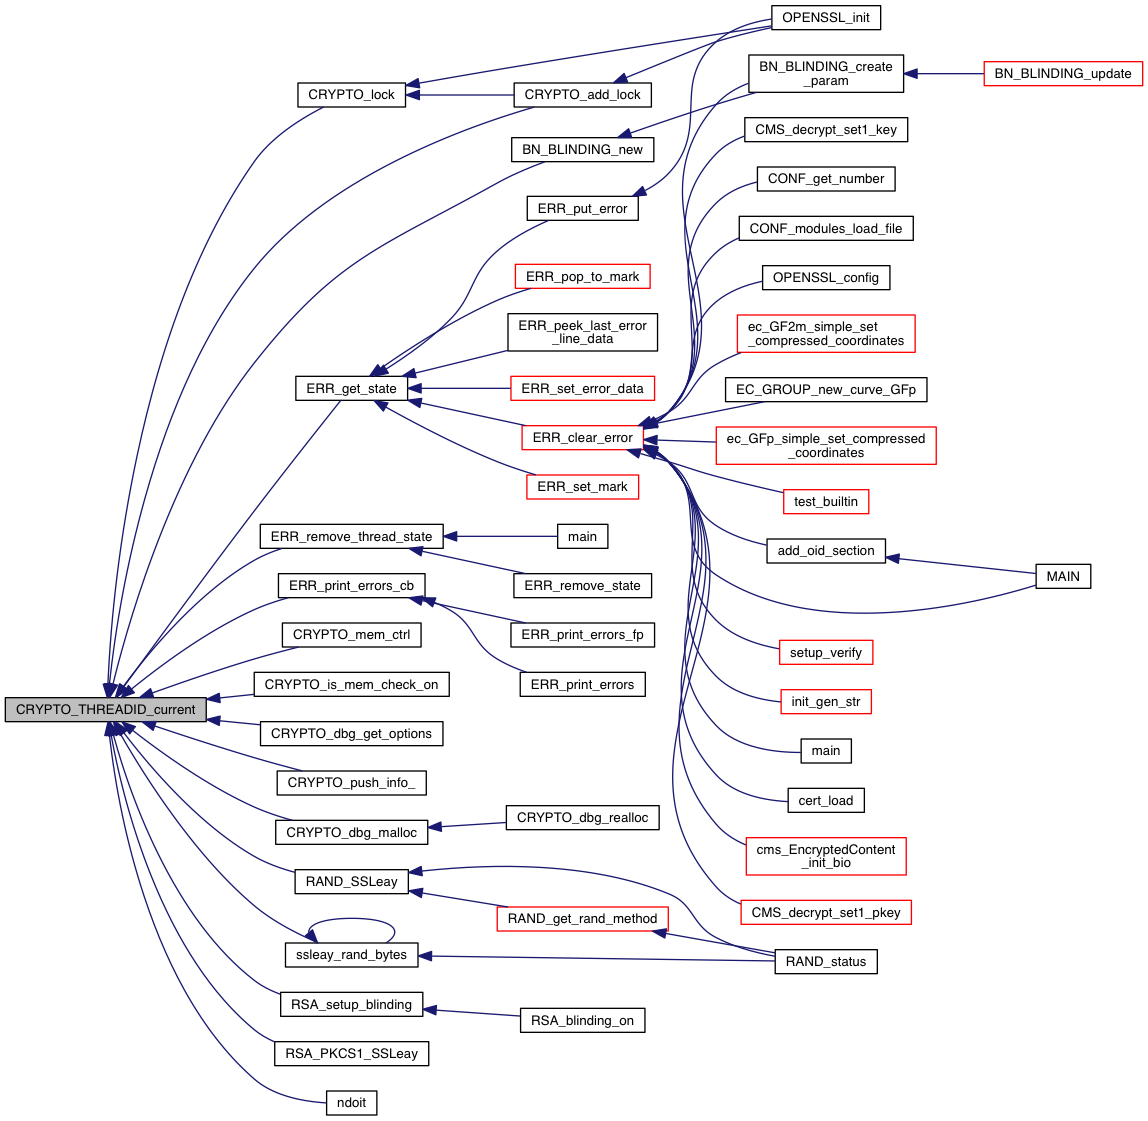 OPENSSL_init
BN_BLINDING_create
_param
BN_BLINDING_update
CRYPTO_lock
CRYPTO_add_lock
CMS_decrypt_set1_key
BN_BLINDING_new
CONF_get_number
ERR_put_error
CONF_modules_load_file
ERR_pop_to_mark
OPENSSL_config
ERR_peek_last_error
_line_data
ec_GF2m_simple_set
_compressed_coordinates
ERR_get_state
ERR_set_error_data
EC_GROUP_new_curve_GFp
ERR_clear_error
ec_GFp_simple_set_compressed
_coordinates
ERR_set_mark
test_builtin
ERR_remove_thread_state
main
add_oid_section
MAIN
ERR_print_errors_cb
ERR_remove_state
CRYPTO_mem_ctrl
ERR_print_errors_fp
setup_verify
CRYPTO_is_mem_check_on
ERR_print_errors
init_gen_str
CRYPTO_THREADID_current
CRYPTO_dbg_get_options
main
CRYPTO_push_info_
cert_load
CRYPTO_dbg_malloc
CRYPTO_dbg_realloc
cms_EncryptedContent
_init_bio
RAND_SSLeay
RAND_get_rand_method
CMS_decrypt_set1_pkey
ssleay_rand_bytes
RAND_status
RSA_setup_blinding
RSA_blinding_on
RSA_PKCS1_SSLeay
ndoit